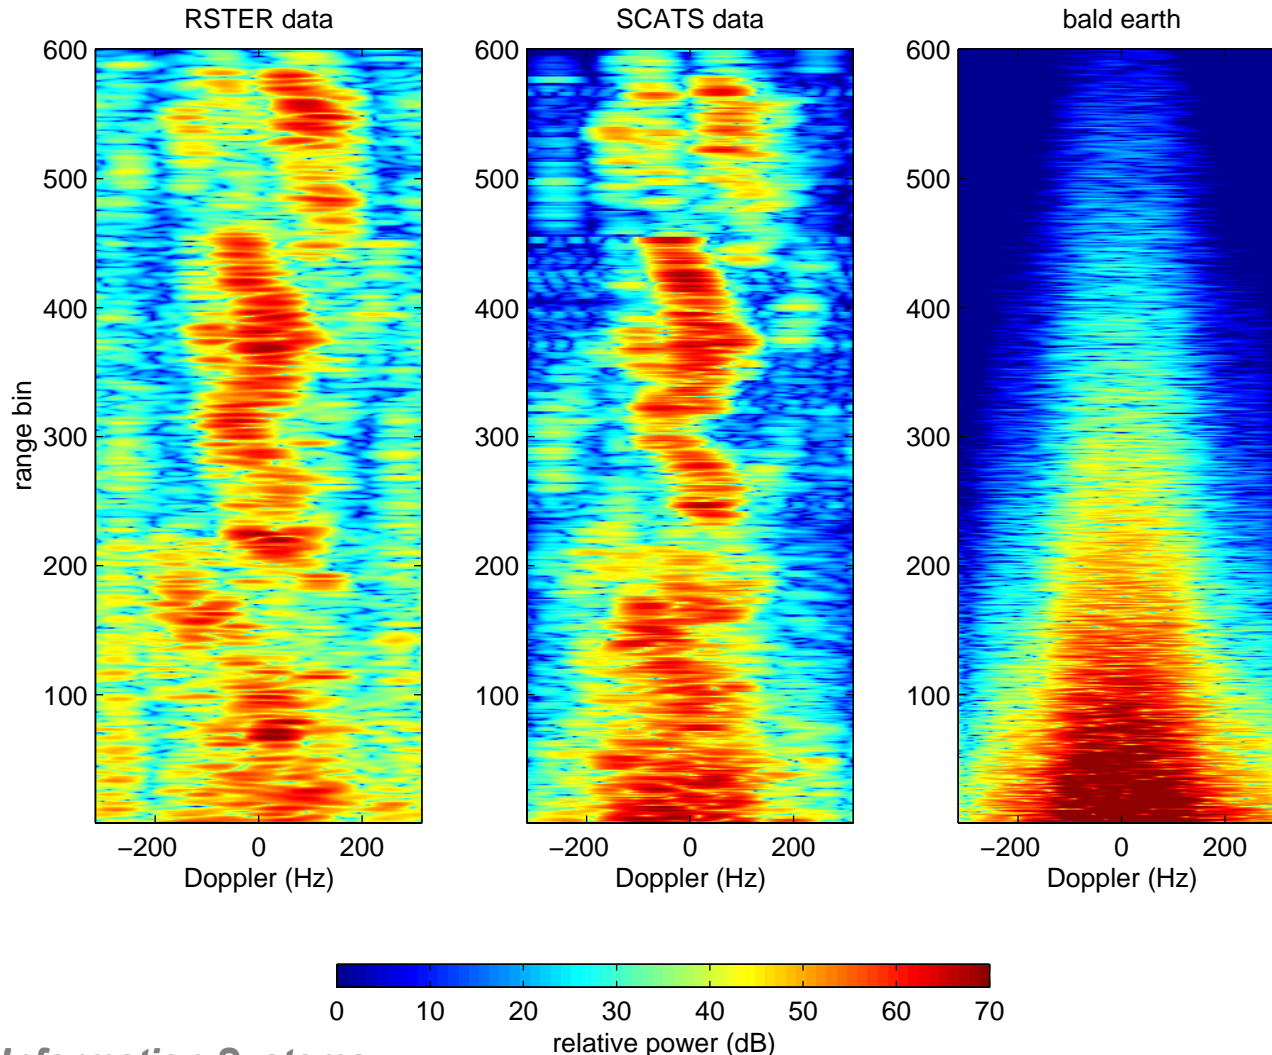 RSTER data
SCATS data
bald earth
600
500
400
300
200
100
range bin
−200 0 200
Doppler (Hz)
600
500
400
300
200
100
−200 0 200
Doppler (Hz)
600
500
400
300
200
100
−200 0 200
Doppler (Hz)
0 10 20 30 40 50 60 70
relative power (dB)
Information Systems